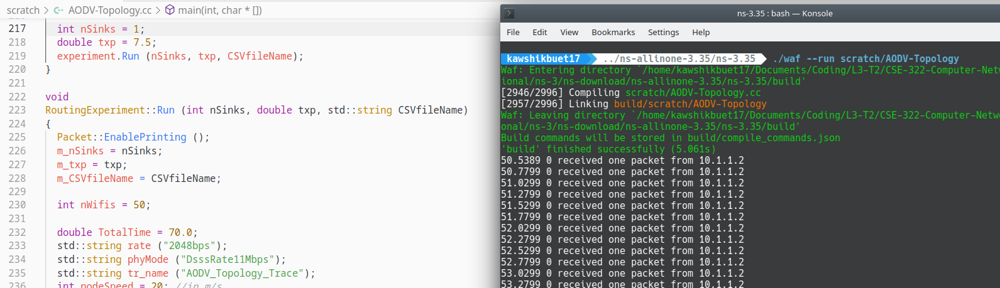 scratch > AODV-Topology.cc > main(int, char * [])
217 int nSinks = 1;
218 double txp = 7.5;
219 experiment.Run (nSinks, txp, CSVfileName);
220 }
221
222 void
223 RoutingExperiment::Run (int nSinks, double txp, std::string CSVfileName)
224 {
225 Packet::EnablePrinting ();
226 m_nSinks = nSinks;
227 m_txp = txp;
228 m_CSVfileName = CSVfileName;
229
230 int nWifis = 50;
231
232 double TotalTime = 70.0;
233 std::string rate ("2048bps");
234 std::string phyMode ("DsssRate11Mbps");
235 std::string tr_name ("AODV_Topology_Trace");
236 int nodeSpeed = 20; //in m/s
ns-3.35 : bash — Konsole
File Edit View Bookmarks Settings Help
kawshikbuet17 ../ns-allinone-3.35/ns-3.35 ./waf --run scratch/AODV-Topology
Waf: Entering directory `/home/kawshikbuet17/Documents/Coding/L3-T2/CSE-322-Computer-Netw
ional/ns-3/ns-download/ns-allinone-3.35/ns-3.35/build'
[2946/2996] Compiling scratch/AODV-Topology.cc
[2957/2996] Linking build/scratch/AODV-Topology
Waf: Leaving directory `/home/kawshikbuet17/Documents/Coding/L3-T2/CSE-322-Computer-Netwo
onal/ns-3/ns-download/ns-allinone-3.35/ns-3.35/build'
Build commands will be stored in build/compile_commands.json
'build' finished successfully (5.061s)
50.5389 0 received one packet from 10.1.1.2
50.7799 0 received one packet from 10.1.1.2
51.0299 0 received one packet from 10.1.1.2
51.2799 0 received one packet from 10.1.1.2
51.5299 0 received one packet from 10.1.1.2
51.7799 0 received one packet from 10.1.1.2
52.0299 0 received one packet from 10.1.1.2
52.2799 0 received one packet from 10.1.1.2
52.5299 0 received one packet from 10.1.1.2
52.7799 0 received one packet from 10.1.1.2
53.0299 0 received one packet from 10.1.1.2
53.2799 0 received one packet from 10.1.1.2